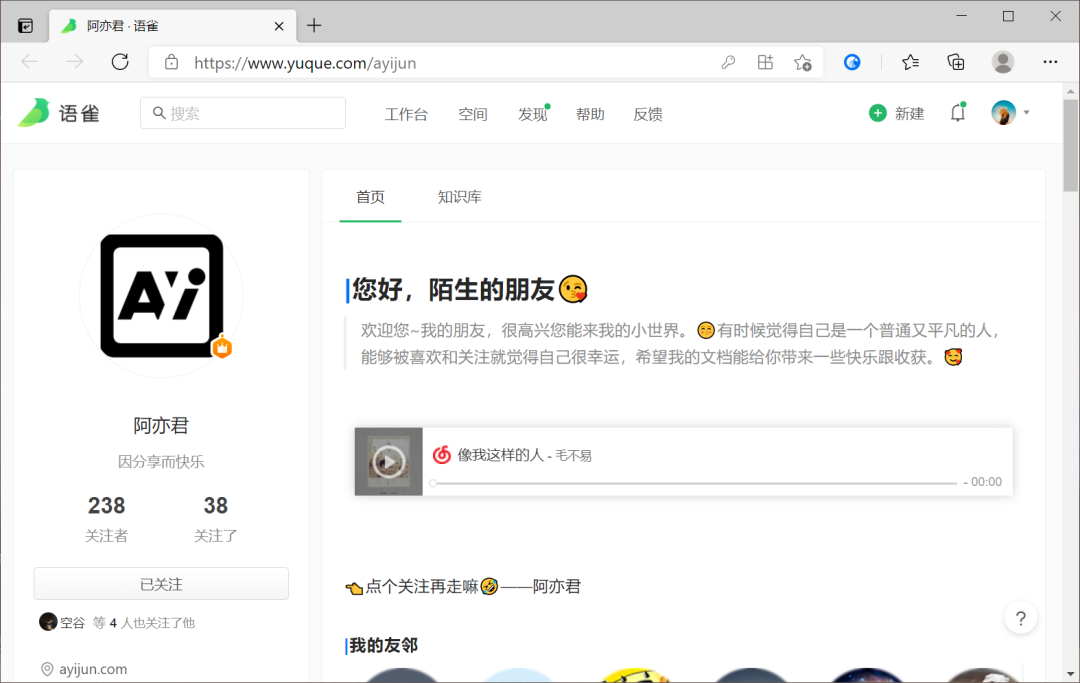 阿亦君 · 语雀
https://www.yuque.com/ayijun
语雀
搜索
工作台 空间 发现 帮助 反馈
新建
首页 知识库
AYi
您好，陌生的朋友😘
欢迎您~我的朋友，很高兴您能来我的小世界。😁有时候觉得自己是一个普通又平凡的人，
能够被喜欢和关注就觉得自己很幸运，希望我的文档能给你带来一些快乐跟收获。🥰
阿亦君
因分享而快乐
238 38
关注者 关注了
已关注
空谷 等 4 人也关注了他
ayijun.com
像我这样的人 - 毛不易
- 00:00
👈点个关注再走嘛🤣——阿亦君
我的友邻
?